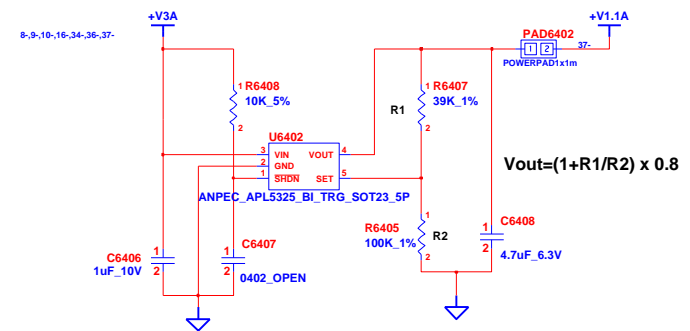 +V3A
+V1.1A
8-,9-,10-,16-,34-,36-,37-
PAD6402
1 2
37-
POWERPAD1x1m
1
R6408
10K_5%
2
1
R6407
39K_1%
2
R1
U6402
3 VIN VOUT 4
2 GND
1 SHDN SET 5
ANPEC_APL5325_BI_TRG_SOT23_5P
Vout=(1+R1/R2) x 0.8
1
R6405
100K_1%
2
R2
C6408
1
2
4.7uF_6.3V
C6406
1
2
1uF_10V
C6407
1
2
0402_OPEN